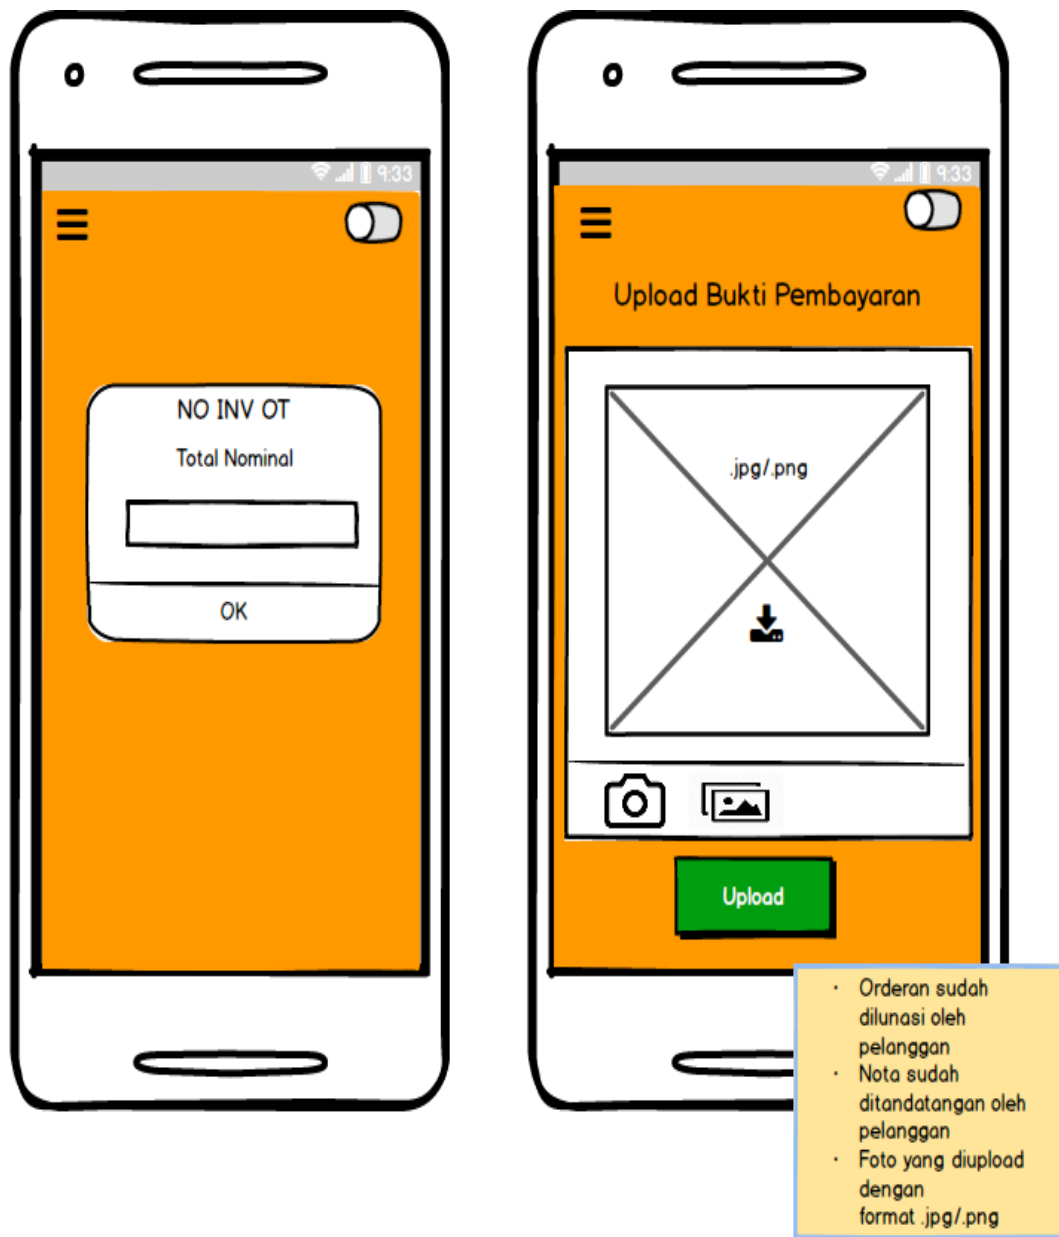 9:33
NO INV OT
Total Nominal
OK
9:33
Upload Bukti Pembayaran
.jpg/.png
Upload
· Orderan sudah
dilunasi oleh
pelanggan
· Nota sudah
ditandatangan oleh
pelanggan
· Foto yang diupload
dengan
format .jpg/.png